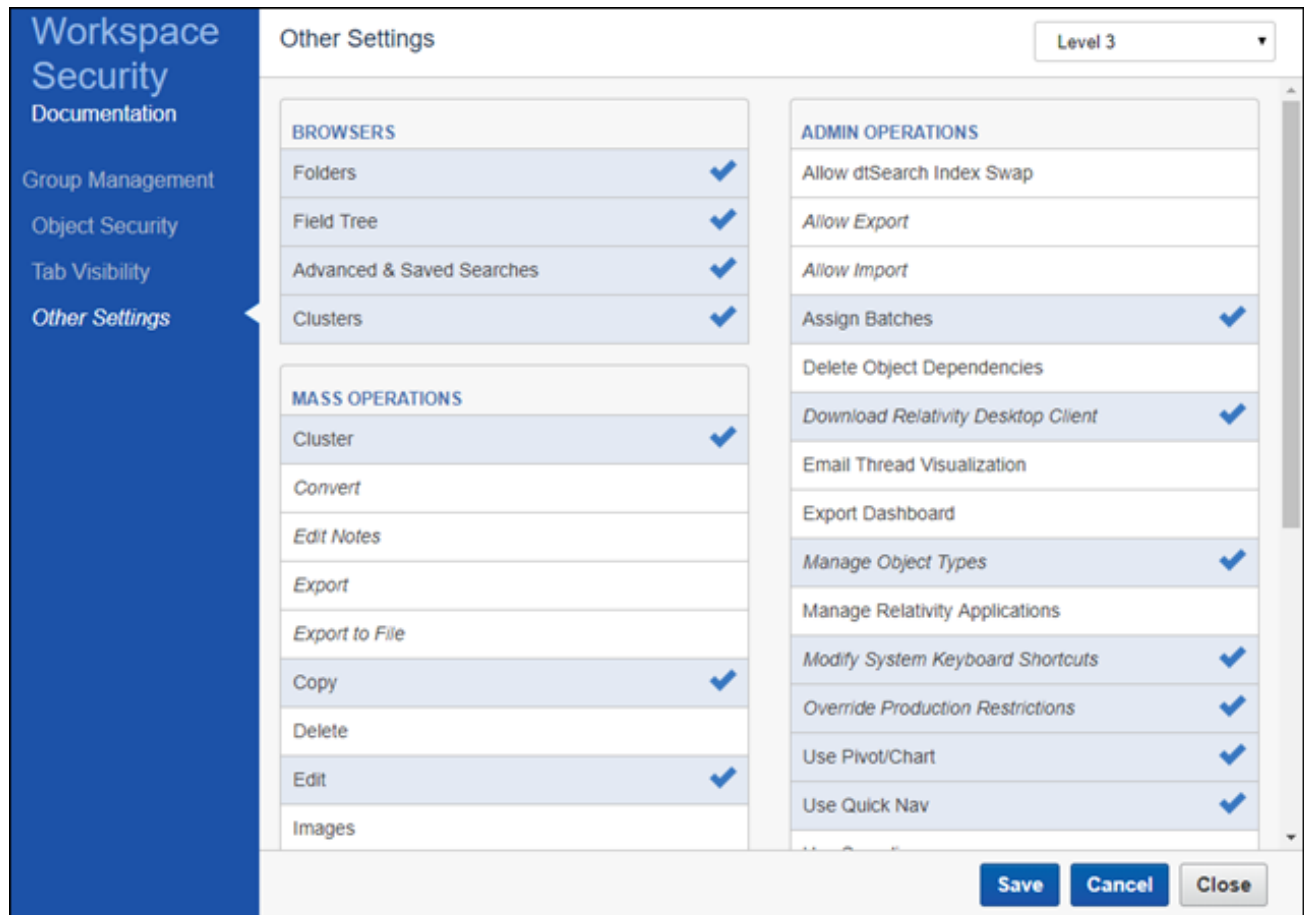 Workspace
Security
Documentation
Group Management
Object Security
Tab Visibility
Other Settings
Other Settings
Level 3
BROWSERS
Folders
Field Tree
Advanced & Saved Searches
Clusters
MASS OPERATIONS
Cluster
Convert
Edit Notes
Export
Export to File
Copy
Delete
Edit
Images
ADMIN OPERATIONS
Allow dtSearch Index Swap
Allow Export
Allow Import
Assign Batches
Delete Object Dependencies
Download Relativity Desktop Client
Email Thread Visualization
Export Dashboard
Manage Object Types
Manage Relativity Applications
Modify System Keyboard Shortcuts
Override Production Restrictions
Use Pivot/Chart
Use Quick Nav
Save
Cancel
Close